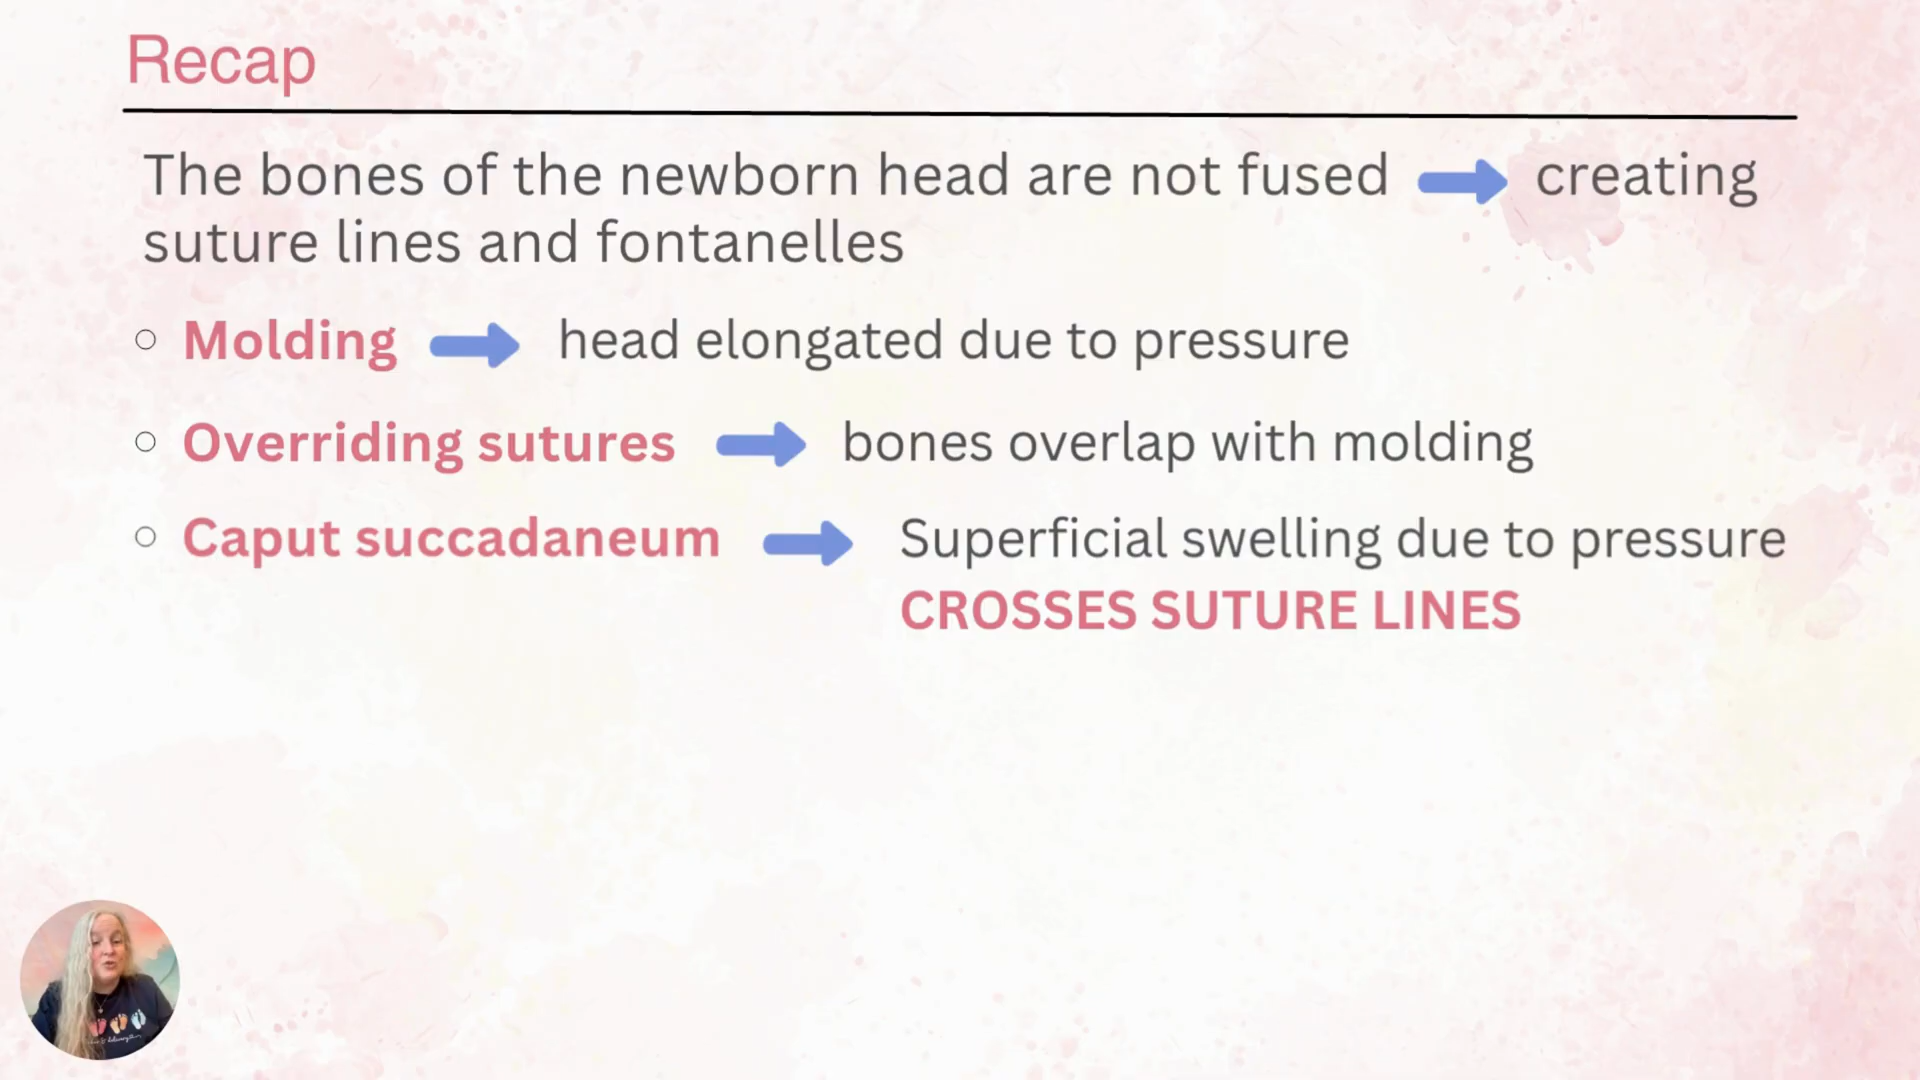 Recap
The bones of the newborn head are not fused creating
suture lines and fontanelles
Molding head elongated due to pressure
Overriding sutures bones overlap with molding
Caput succadaneum Superficial swelling due to pressure
CROSSES SUTURE LINES